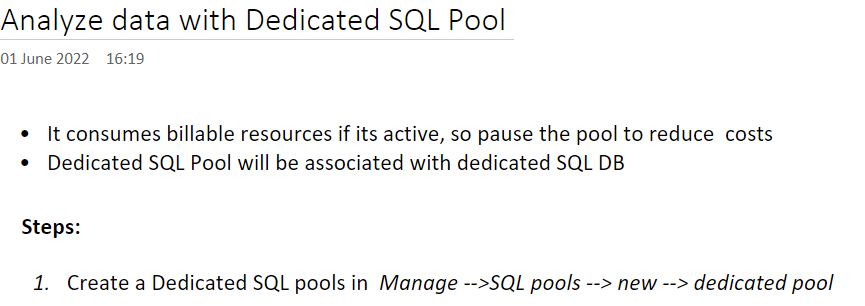 Analyze data with Dedicated SQL Pool
01 June 2022 16:19
• It consumes billable resources if its active, so pause the pool to reduce costs
• Dedicated SQL Pool will be associated with dedicated SQL DB
Steps:
1. Create a Dedicated SQL pools in Manage -->SQL pools --> new --> dedicated pool